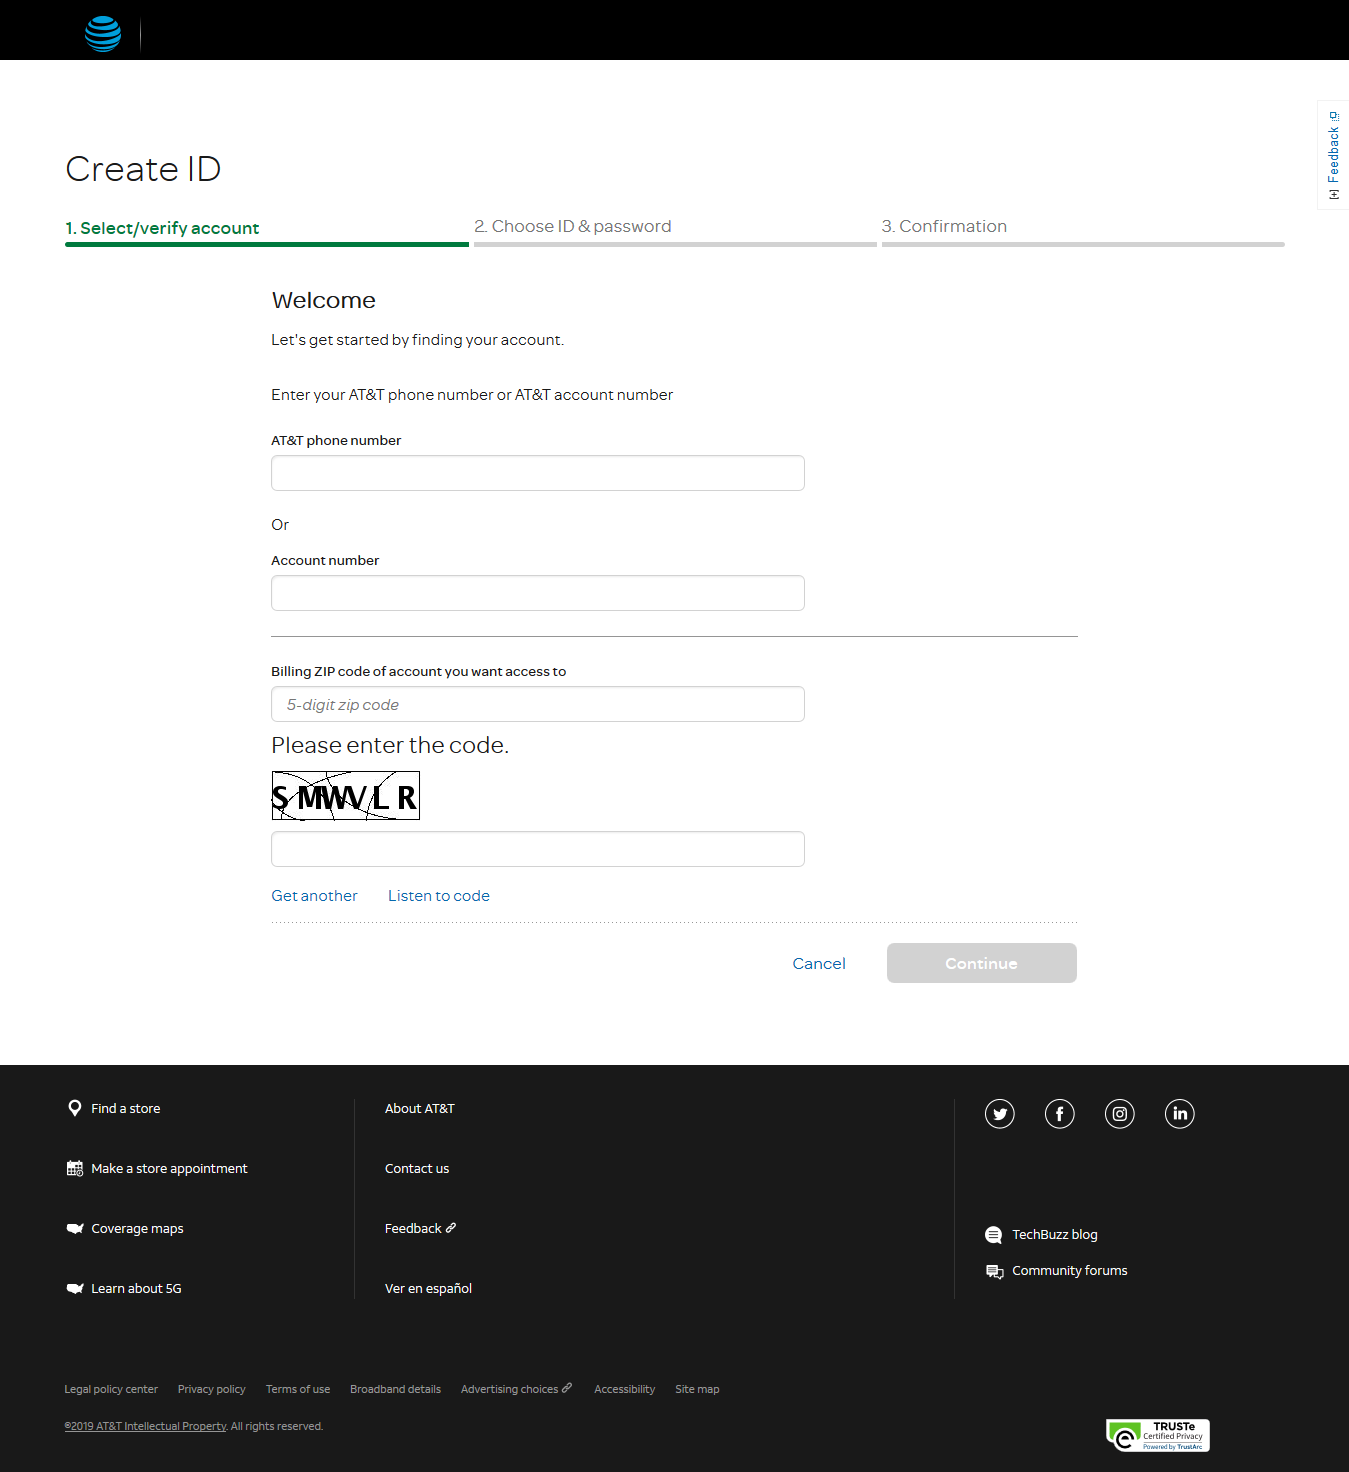 Feedback
Create ID
1. Select/verify account
2. Choose ID & password
3. Confirmation
Welcome
Let's get started by finding your account.
Enter your AT&T phone number or AT&T account number
AT&T phone number
Or
Account number
Billing ZIP code of account you want access to
5-digit zip code
Please enter the code.
SMWVLR
Get another Listen to code
Cancel Continue
Find a store
Make a store appointment
Coverage maps
Learn about 5G
About AT&T
Contact us
Feedback
Ver en español
TechBuzz blog
Community forums
Legal policy center Privacy policy Terms of use Broadband details Advertising choices Accessibility Site map
©2019 AT&T Intellectual Property. All rights reserved.
TRUSTe
Certified Privacy
Powered by TrustArc